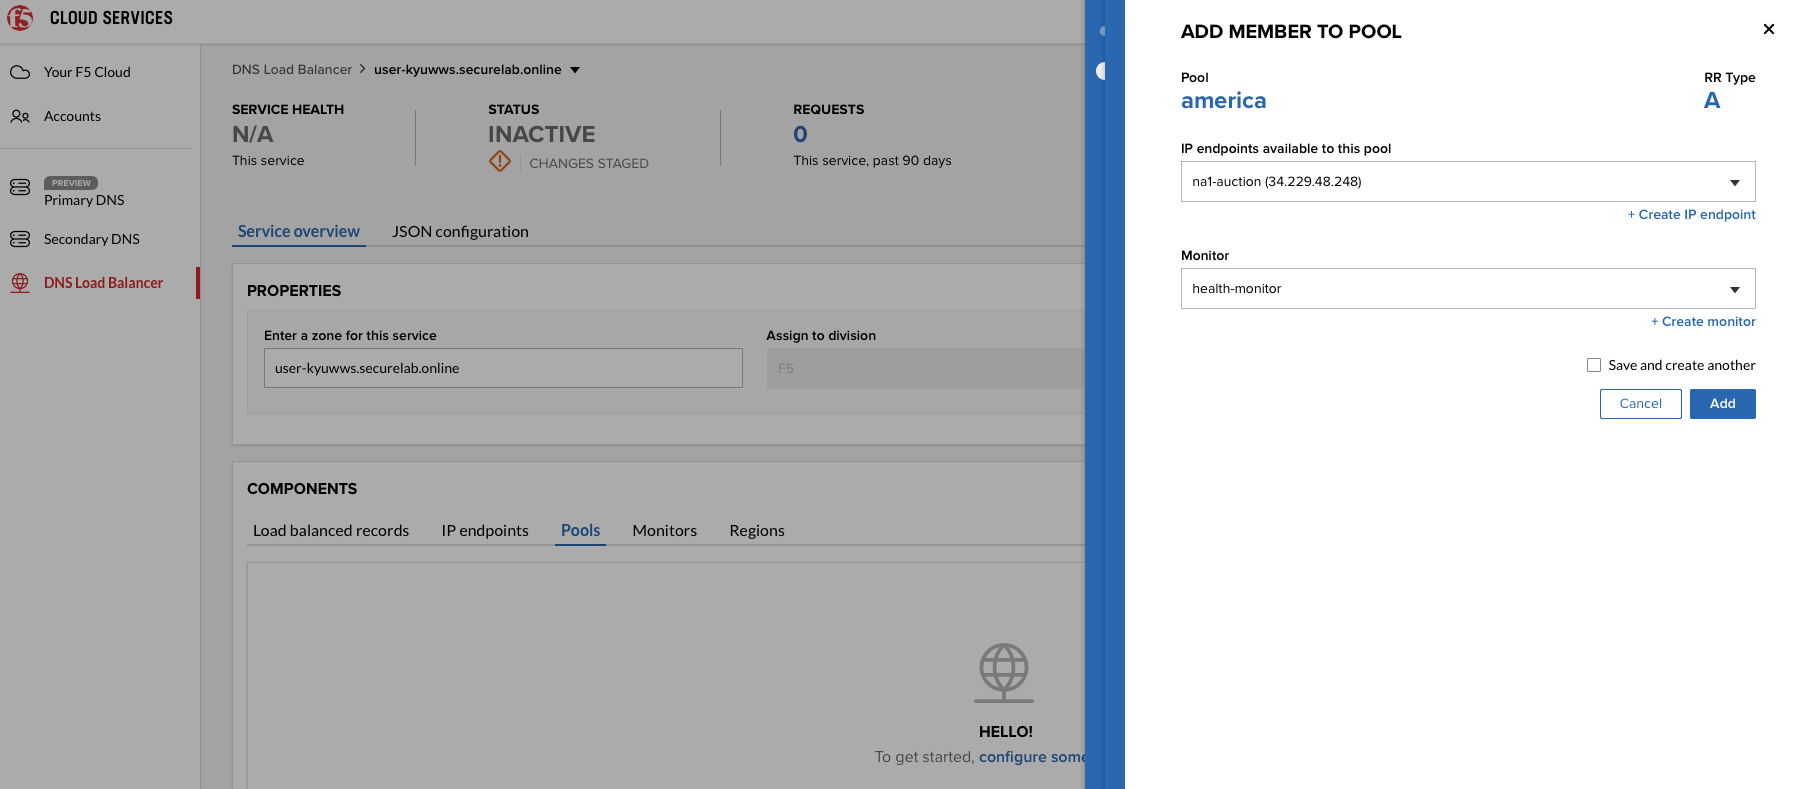 f5 CLOUD SERVICES
Your F5 Cloud
Accounts
PREVIEW
Primary DNS
Secondary DNS
DNS Load Balancer
DNS Load Balancer > user-kyuwws.securelab.online
SERVICE HEALTH
N/A
This service
STATUS
INACTIVE
CHANGES STAGED
REQUESTS
0
This service, past 90 days
Service overview JSON configuration
PROPERTIES
Enter a zone for this service
user-kyuwws.securelab.online
Assign to division
F5
COMPONENTS
Load balanced records IP endpoints Pools Monitors Regions
HELLO!
To get started, configure some
ADD MEMBER TO POOL
Pool
america
RR Type
A
IP endpoints available to this pool
na1-auction (34.229.48.248)
+ Create IP endpoint
Monitor
health-monitor
+ Create monitor
Save and create another
Cancel Add